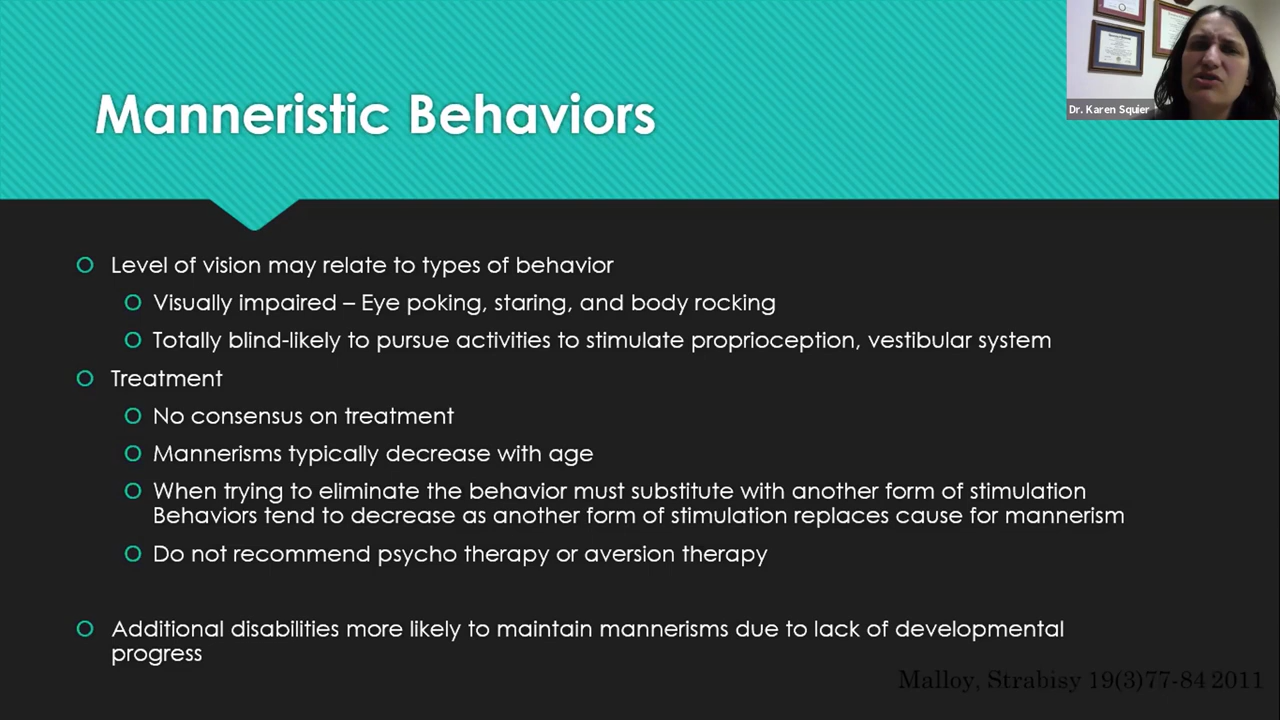 Manneristic Behaviors
Dr. Karen Squier
Level of vision may relate to types of behavior
Visually impaired – Eye poking, staring, and body rocking
Totally blind-likely to pursue activities to stimulate proprioception, vestibular system
Treatment
No consensus on treatment
Mannerisms typically decrease with age
When trying to eliminate the behavior must substitute with another form of stimulation
Behaviors tend to decrease as another form of stimulation replaces cause for mannerism
Do not recommend psycho therapy or aversion therapy
Additional disabilities more likely to maintain mannerisms due to lack of developmental
progress
Malloy, Strabisy 19(3)77-84 2011